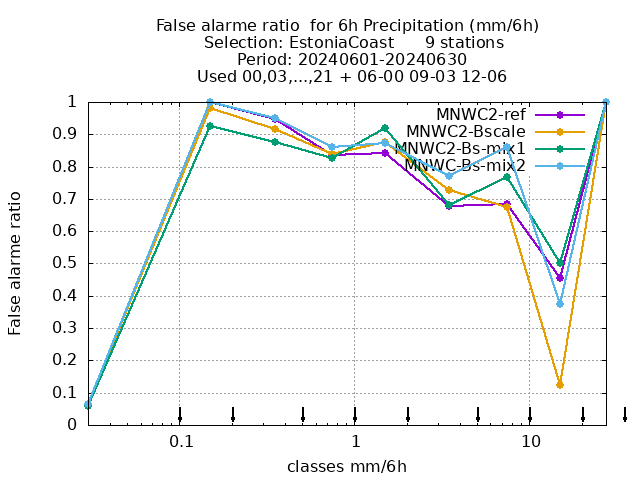 False alarme ratio  for 6h Precipitation (mm/6h)
Selection: EstoniaCoast      9 stations
Period: 20240601-20240630
Used 00,03,...,21 + 06-00 09-03 12-06
MNWC2-ref
MNWC2-Bscale
MNWC2-Bs-mix1
MNWC-Bs-mix2
False alarme ratio
1
0.9
0.8
0.7
0.6
0.5
0.4
0.3
0.2
0.1
0
0.1
1
10
classes mm/6h